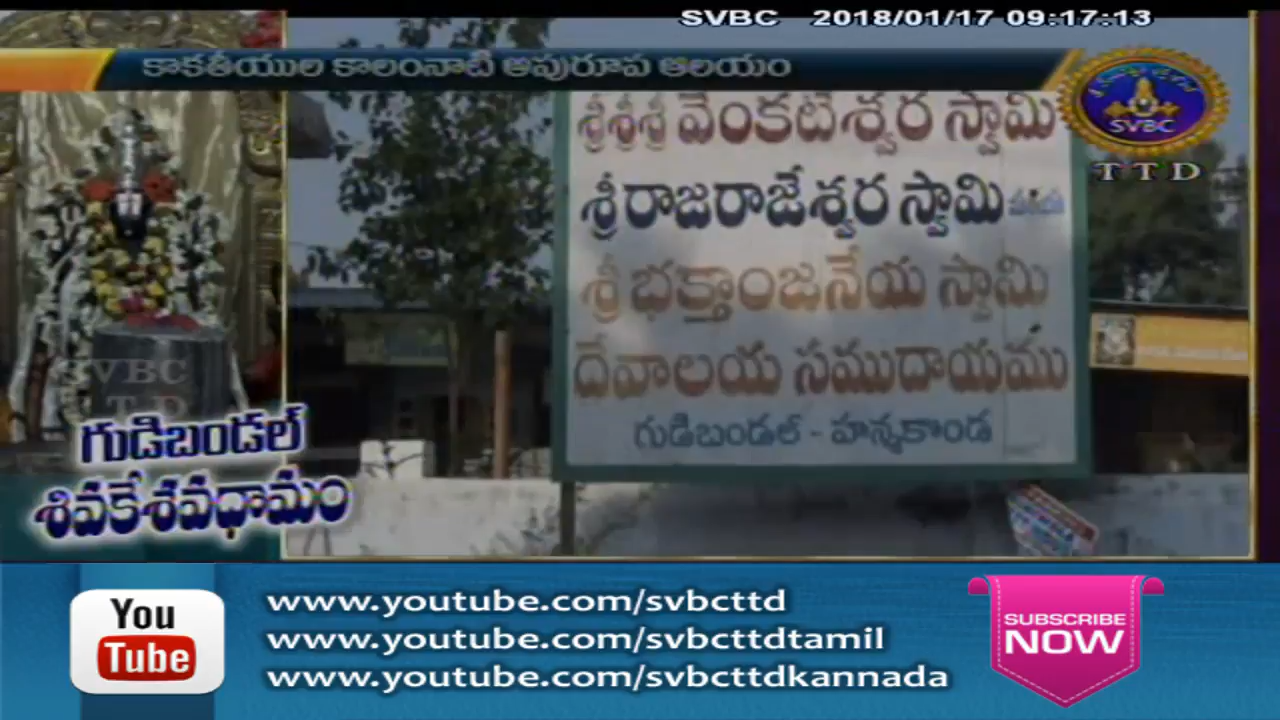 SVBC 2018/01/17 09:17:13
కాకతీయుల కాలంనాటి అపురూప ఆలయం
SVBC
TTD
శ్రీశ్రీశ్రీ వెంకటేశ్వర స్వామి
శ్రీ రాజరాజేశ్వర స్వామి
శ్రీ భక్తాంజనేయ స్వామి
దేవాలయ సముదాయము
గుడిబండల్ - హన్మకొండ
SVBC
TTD
గుడిబండల్
శివకేశవధామం
You
Tube
www.youtube.com/svbcttd
www.youtube.com/svbcttdtamil
www.youtube.com/svbcttdkannada
SUBSCRIBE
NOW